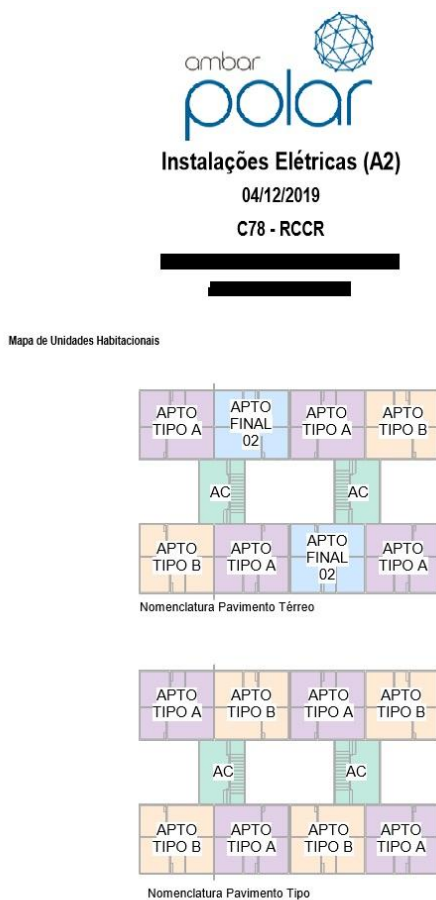 ambar
polar
Instalações Elétricas (A2)
04/12/2019
C78 - RCCR
Mapa de Unidades Habitacionais
APTO TIPO A
APTO FINAL 02
APTO TIPO A
APTO TIPO B
AC
AC
APTO TIPO B
APTO TIPO A
APTO FINAL 02
APTO TIPO A
Nomenclatura Pavimento Térreo
APTO TIPO A
APTO TIPO B
APTO TIPO A
APTO TIPO B
AC
AC
APTO TIPO B
APTO TIPO A
APTO TIPO B
APTO TIPO A
Nomenclatura Pavimento Tipo